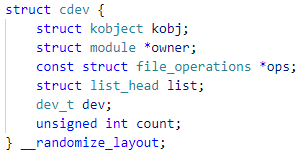 struct cdev {
    struct kobject kobj;
    struct module *owner;
    const struct file_operations *ops;
    struct list_head list;
    dev_t dev;
    unsigned int count;
} __randomize_layout;